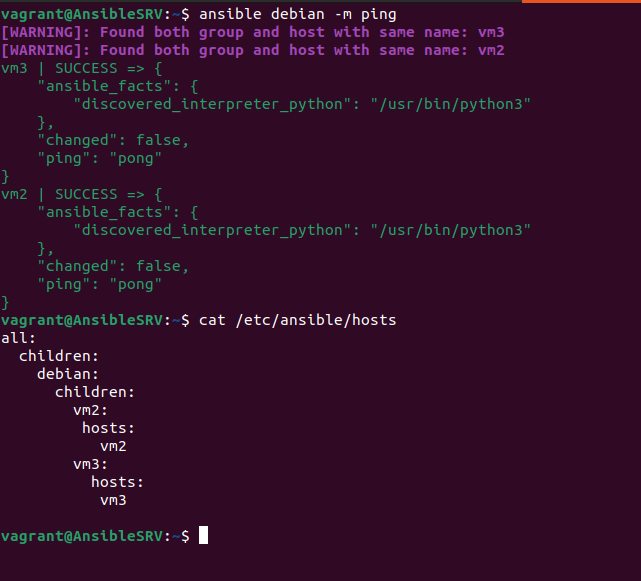 vagrant@AnsibleSRV:~$ ansible debian -m ping
[WARNING]: Found both group and host with same name: vm3
[WARNING]: Found both group and host with same name: vm2
vm3 | SUCCESS => {
    "ansible_facts": {
        "discovered_interpreter_python": "/usr/bin/python3"
    },
    "changed": false,
    "ping": "pong"
}
vm2 | SUCCESS => {
    "ansible_facts": {
        "discovered_interpreter_python": "/usr/bin/python3"
    },
    "changed": false,
    "ping": "pong"
}
vagrant@AnsibleSRV:~$ cat /etc/ansible/hosts
all:
  children:
    debian:
      children:
        vm2:
         hosts:
           vm2
        vm3:
          hosts:
           vm3

vagrant@AnsibleSRV:~$